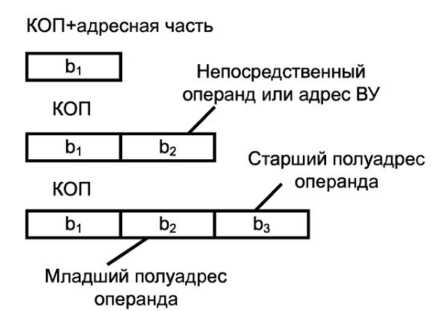 КОП+адресная часть
b1
Непосредственный
операнд или адрес ВУ
КОП
b1 b2
Старший полуадрес
операнда
КОП
b1 b2 b3
Младший полуадрес
операнда